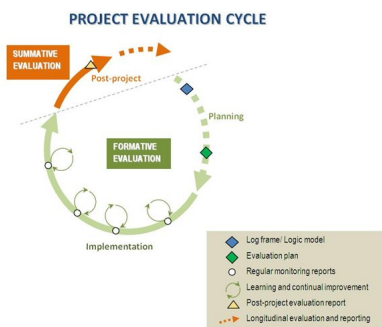 PROJECT EVALUATION CYCLE
SUMMATIVE
EVALUATION
Post-project
Planning
FORMATIVE
EVALUATION
Implementation
Log frame/ Logic model
Evaluation plan
Regular monitoring reports
Learning and continual improvement
Post-project evaluation report
Longitudinal evaluation and reporting